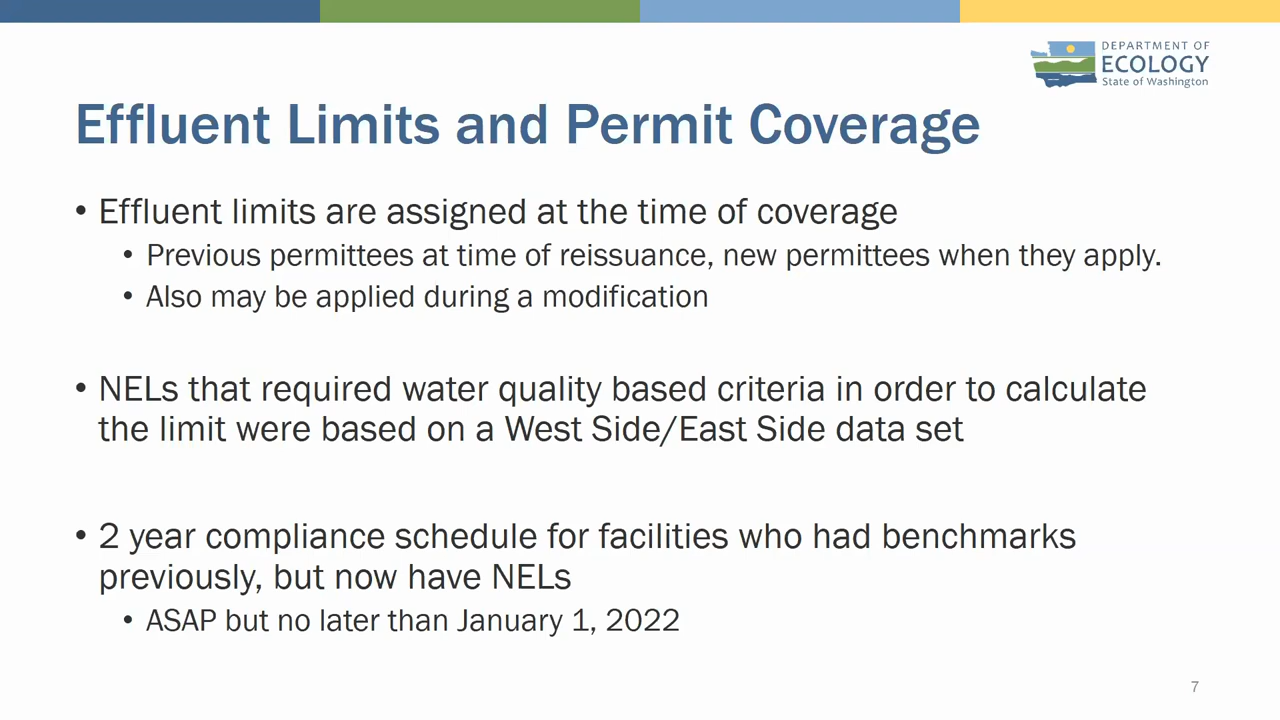 DEPARTMENT OF
ECOLOGY
State of Washington
Effluent Limits and Permit Coverage
• Effluent limits are assigned at the time of coverage
• Previous permittees at time of reissuance, new permittees when they apply.
• Also may be applied during a modification
• NELs that required water quality based criteria in order to calculate
the limit were based on a West Side/East Side data set
• 2 year compliance schedule for facilities who had benchmarks
previously, but now have NELs
• ASAP but no later than January 1, 2022
7